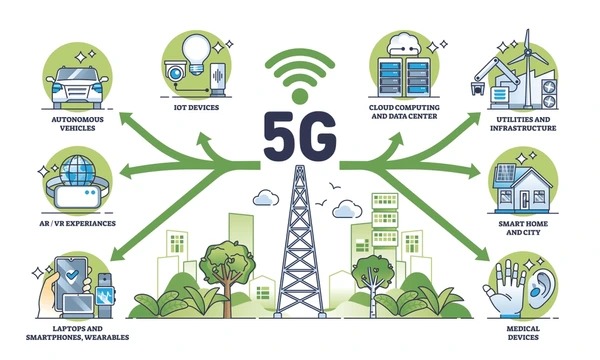 5G
AUTONOMOUS
VEHICLES
IOT DEVICES
CLOUD COMPUTING
AND DATA CENTER
UTILITIES AND
INFRASTRUCTURE
AR / VR EXPERIANCES
SMART HOME
AND CITY
LAPTOPS AND
SMARTPHONES, WEARABLES
MEDICAL
DEVICES